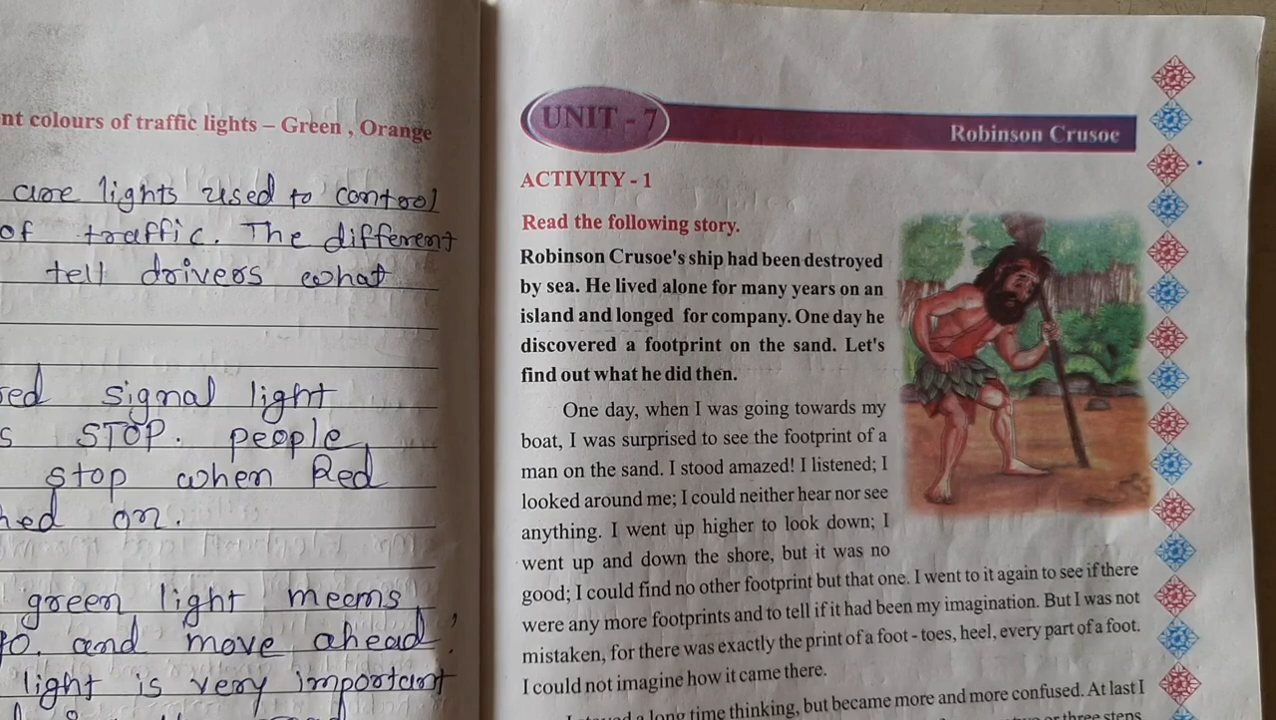 nt colours of traffic lights – Green , Orange
are lights used to control
of traffic. The different
tell drivers what
red signal light
s STOP. people
stop when Red
hed on.
green light meems
go. and move ahead.
light is very important
UNIT - 7
Robinson Crusoe
ACTIVITY - 1
Read the following story.
Robinson Crusoe's ship had been destroyed
by sea. He lived alone for many years on an
island and longed for company. One day he
discovered a footprint on the sand. Let's
find out what he did then.
One day, when I was going towards my
boat, I was surprised to see the footprint of a
man on the sand. I stood amazed! I listened; I
looked around me; I could neither hear nor see
anything. I went up higher to look down; I
went up and down the shore, but it was no
good; I could find no other footprint but that one. I went to it again to see if there
were any more footprints and to tell if it had been my imagination. But I was not
mistaken, for there was exactly the print of a foot - toes, heel, every part of a foot.
I could not imagine how it came there.
I stayed a long time thinking, but became more and more confused. At last I
two or three steps